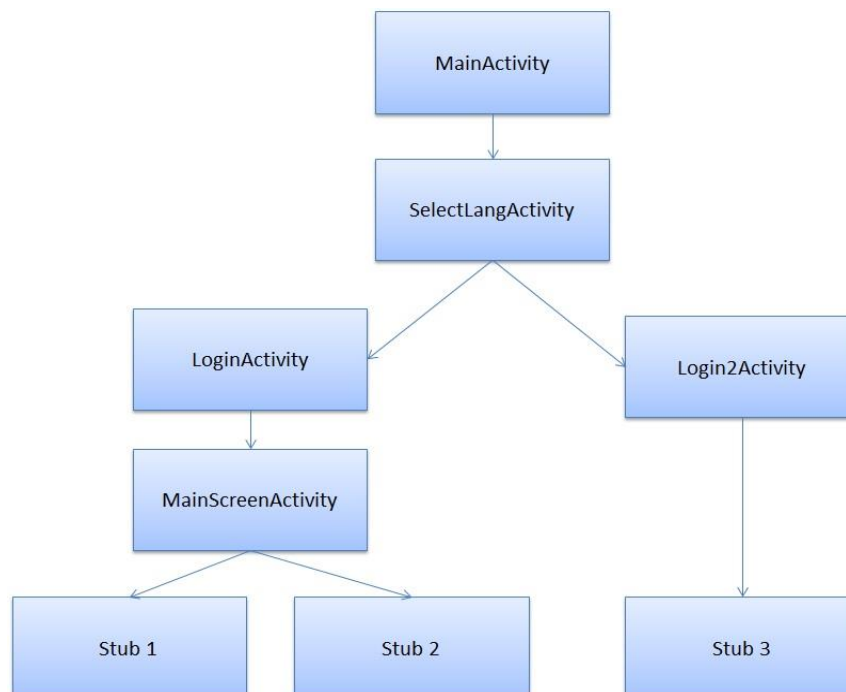 MainActivity
SelectLangActivity
LoginActivity
Login2Activity
MainScreenActivity
Stub 1
Stub 2
Stub 3